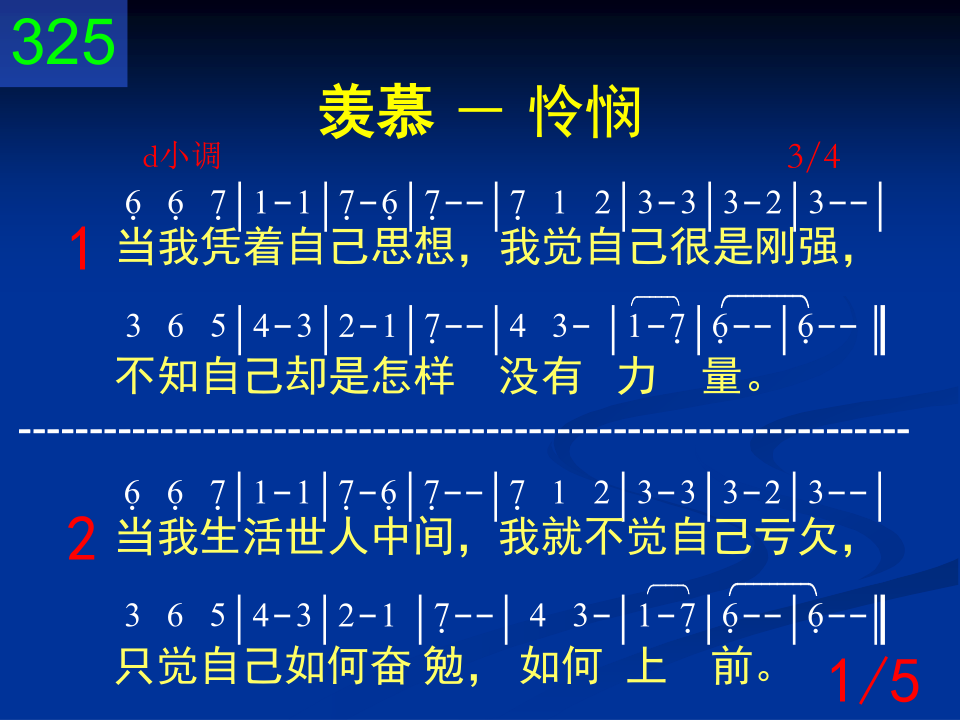 325
羡慕 － 怜悯
d小调 3/4
6̣ 6̣ 7̣|1-1|7̣-6̣|7̣--|7̣ 1 2|3-3|3-2|3--|
1 当我凭着自己思想，我觉自己很是刚强，
3 6 5|4-3|2-1|7̣--|4 3-|1-7̣|6̣--|6̣--‖
不知自己却是怎样 没有 力 量。
---------------------------------------------------------------
6̣ 6̣ 7̣|1-1|7̣-6̣|7̣--|7̣ 1 2|3-3|3-2|3--|
2 当我生活世人中间，我就不觉自己亏欠，
3 6 5|4-3|2-1|7̣--|4 3-|1-7̣|6̣--|6̣--‖
只觉自己如何奋勉，如何 上 前。
1/5